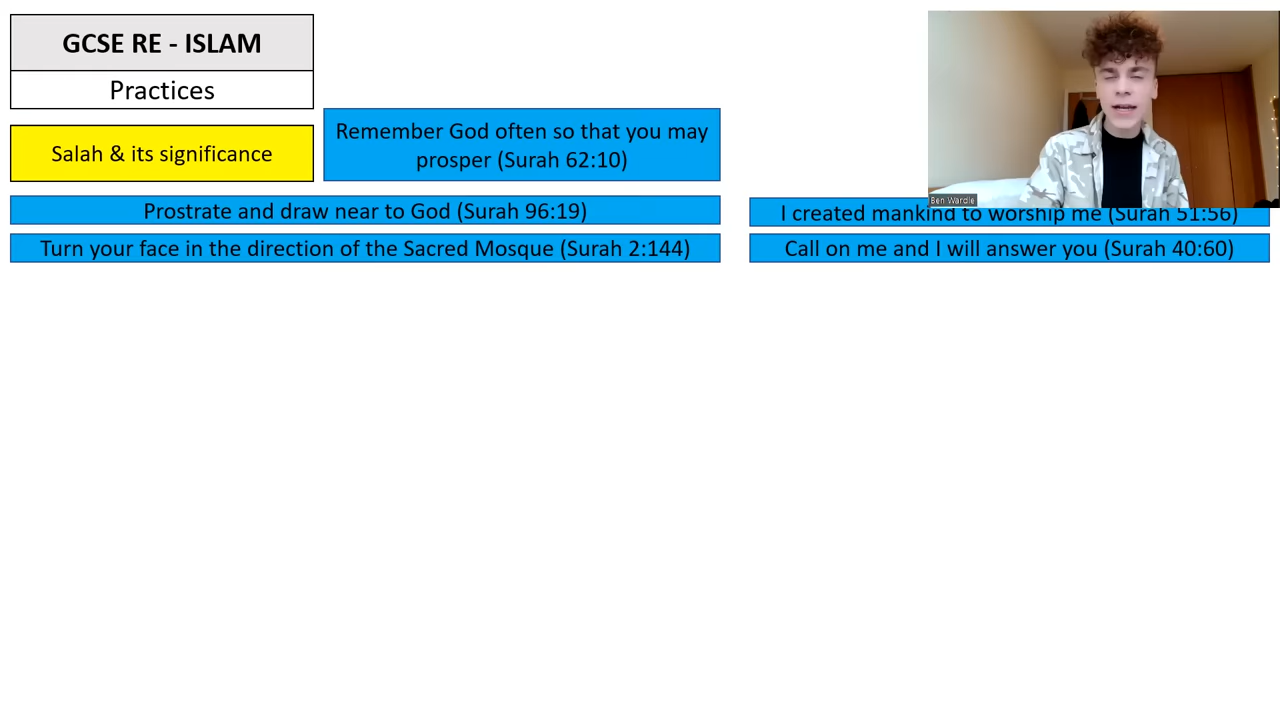 GCSE RE - ISLAM
Practices
Salah & its significance
Remember God often so that you may
prosper (Surah 62:10)
Ben Wardle
Prostrate and draw near to God (Surah 96:19)
I created mankind to worship me (Surah 51:56)
Turn your face in the direction of the Sacred Mosque (Surah 2:144)
Call on me and I will answer you (Surah 40:60)